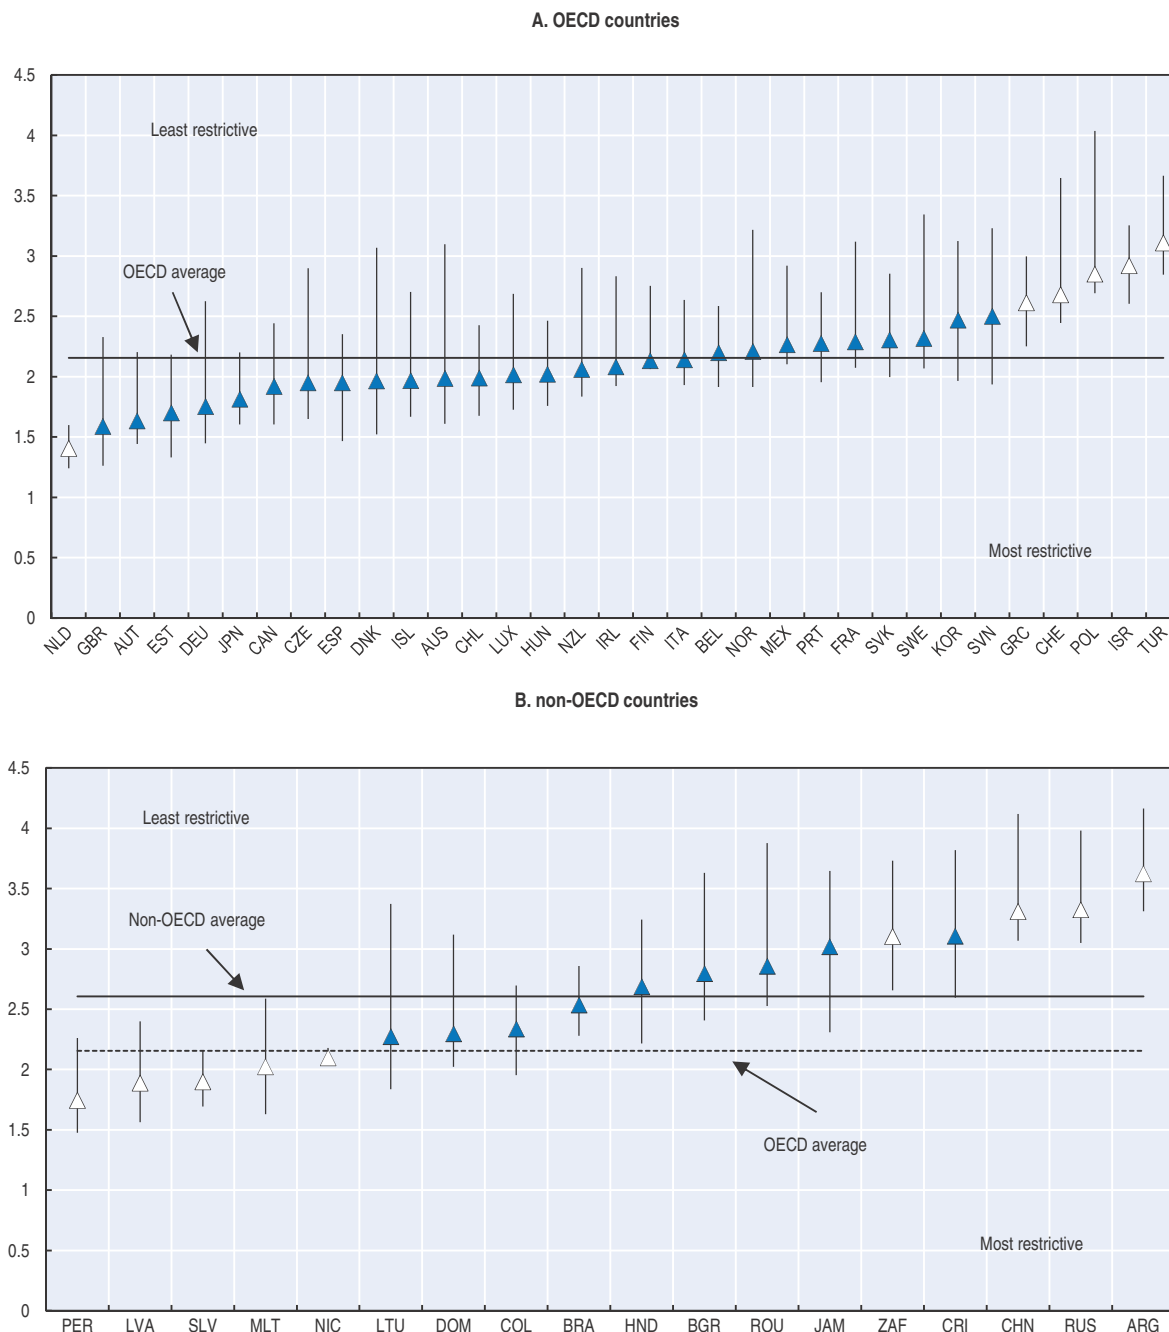 A. OECD countries
4.5
Least restrictive
4
3.5
3
OECD average
2.5
2
1.5
1
Most restrictive
0.5
0
NLD GBR AUT EST DEU JPN CAN CZE ESP DNK ISL AUS CHL LUX HUN NZL IRL FIN ITA BEL NOR MEX PRT FRA SVK SWE KOR SVN GRC CHE POL ISR TUR
B. non-OECD countries
4.5
Least restrictive
4
3.5
Non-OECD average
3
2.5
2
1.5
OECD average
1
Most restrictive
0.5
0
PER LVA SLV MLT NIC LTU DOM COL BRA HND BGR ROU JAM ZAF CRI CHN RUS ARG